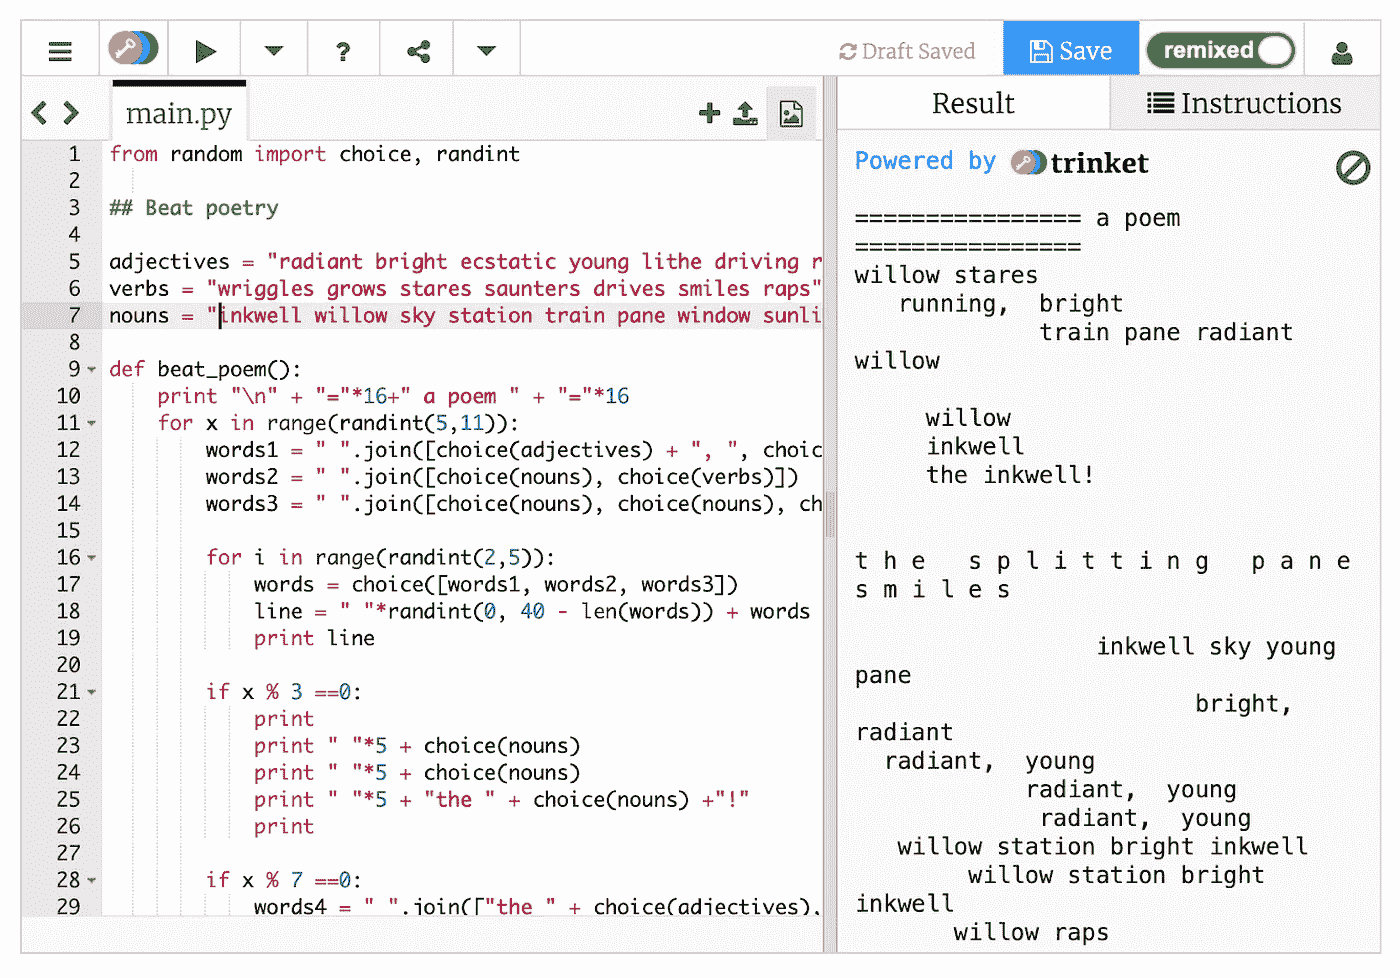 ?
Draft Saved
Save
remixed
main.py
Result
Instructions
1 from random import choice, randint
2
3 ## Beat poetry
4
5 adjectives = "radiant bright ecstatic young lithe driving r
6 verbs = "wriggles grows stares saunters drives smiles raps"
7 nouns = "inkwell willow sky station train pane window sunli
8
9 def beat_poem():
10 print "\n" + "="*16+" a poem " + "="*16
11 for x in range(randint(5,11)):
12 words1 = " ".join([choice(adjectives) + ", ", choic
13 words2 = " ".join([choice(nouns), choice(verbs)])
14 words3 = " ".join([choice(nouns), choice(nouns), ch
15
16 for i in range(randint(2,5)):
17 words = choice([words1, words2, words3])
18 line = " "*randint(0, 40 - len(words)) + words
19 print line
20
21 if x % 3 ==0:
22 print
23 print " "*5 + choice(nouns)
24 print " "*5 + choice(nouns)
25 print " "*5 + "the " + choice(nouns) +"!"
26 print
27
28 if x % 7 ==0:
29 words4 = " ".join(["the " + choice(adjectives),
Powered by trinket
================ a poem
================
willow stares
running,  bright
train pane radiant
willow
willow
inkwell
the inkwell!
t h e   s p l i t t i n g   p a n e
s m i l e s
inkwell sky young
pane
bright,
radiant
radiant,  young
radiant,  young
radiant,  young
willow station bright inkwell
willow station bright
inkwell
willow raps